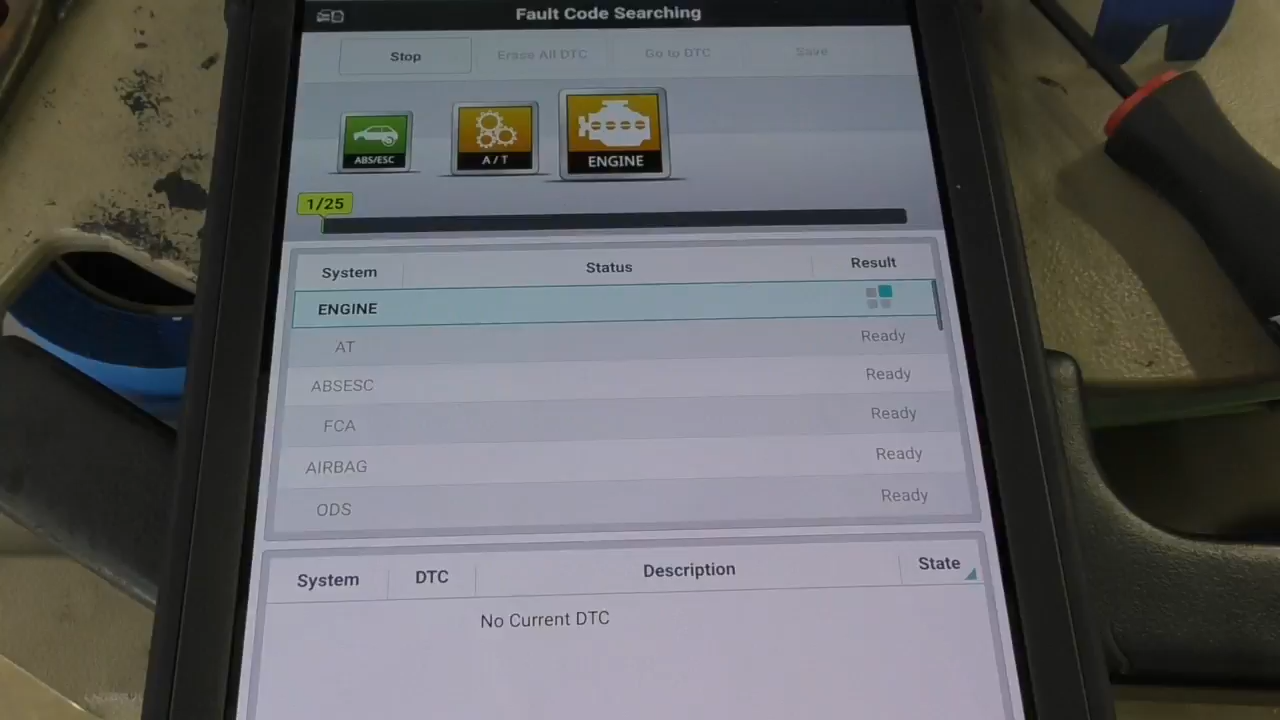 Fault Code Searching
Stop Erase All DTC Go to DTC Save
ABS/ESC A/T ENGINE
1/25
System Status Result
ENGINE
AT Ready
ABSESC Ready
FCA Ready
AIRBAG Ready
ODS Ready
System DTC Description State
No Current DTC